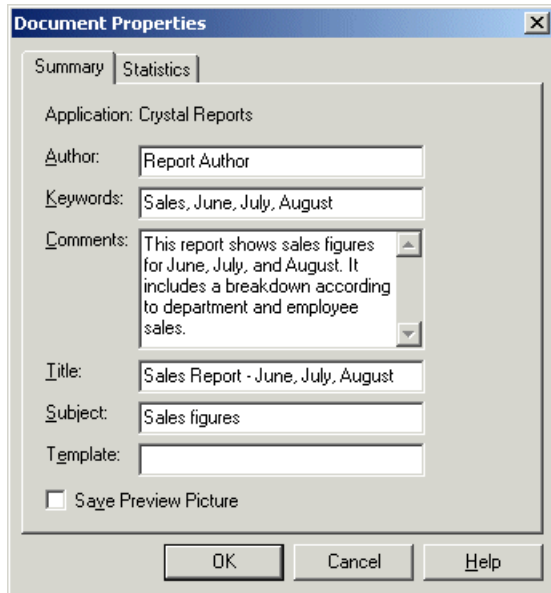 Document Properties
Summary Statistics
Application: Crystal Reports
Author: Report Author
Keywords: Sales, June, July, August
Comments: This report shows sales figures
for June, July, and August. It
includes a breakdown according
to department and employee
sales.
Title: Sales Report - June, July, August
Subject: Sales figures
Template:
Save Preview Picture
OK Cancel Help